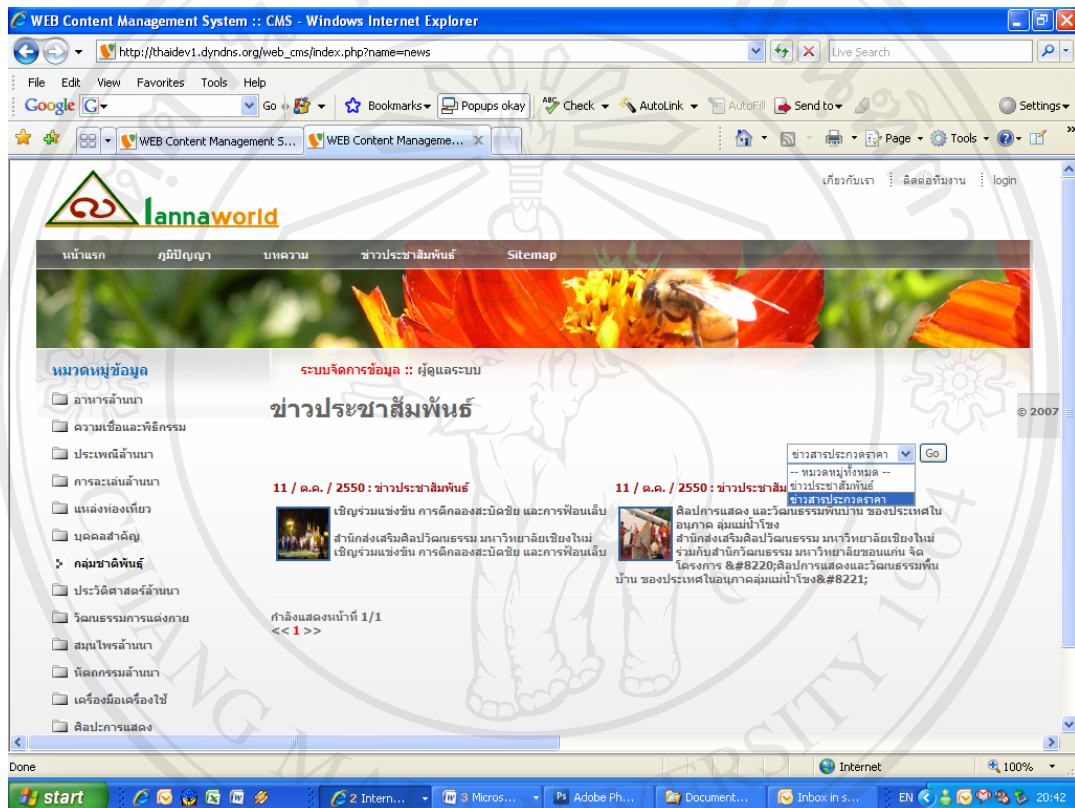 WEB Content Management System :: CMS - Windows Internet Explorer
http://thaidev1.dyndns.org/web_cms/index.php?name=news
Live Search
File Edit View Favorites Tools Help
Google G Go Bookmarks Popups okay Check AutoLink AutoFill Send to Settings
WEB Content Management S... WEB Content Manageme... X Page Tools »
เกี่ยวกับเรา ติดต่อทีมงาน login
lannaworld
หน้าแรก ภูมิปัญญา บทความ ข่าวประชาสัมพันธ์ Sitemap
หมวดหมู่ข้อมูล
อาหารล้านนา
ความเชื่อและพิธีกรรม
ประเพณีล้านนา
การละเล่นล้านนา
แหล่งท่องเที่ยว
บุคคลสำคัญ
กลุ่มชาติพันธุ์
ประวัติศาสตร์ล้านนา
วัฒนธรรมการแต่งกาย
สมุนไพรล้านนา
หัตถกรรมล้านนา
เครื่องมือเครื่องใช้
ศิลปะการแสดง
ระบบจัดการข้อมูล :: ผู้ดูแลระบบ
ข่าวประชาสัมพันธ์
© 2007
ข่าวสารประกวดราคา Go
-- หมวดหมู่ทั้งหมด --
ข่าวประชาสัมพันธ์
ข่าวสารประกวดราคา
11 / ต.ค. / 2550 : ข่าวประชาสัมพันธ์
เชิญร่วมแข่งขัน การตีกลองสะบัดชัย และการฟ้อนเล็บ
สำนักส่งเสริมศิลปวัฒนธรรม มหาวิทยาลัยเชียงใหม่
เชิญร่วมแข่งขัน การตีกลองสะบัดชัย และการฟ้อนเล็บ
11 / ต.ค. / 2550 : ข่าวประชาสัม
ศิลปการแสดง และวัฒนธรรมพื้นบ้าน ของประเทศใน
อนุภาค ลุ่มแม่น้ำโขง
สำนักส่งเสริมศิลปวัฒนธรรม มหาวิทยาลัยเชียงใหม่
ร่วมกับสำนักวัฒนธรรม มหาวิทยาลัยขอนแก่น จัด
โครงการ &#8220;ศิลปการแสดงและวัฒนธรรมพื้น
บ้าน ของประเทศในอนุภาคลุ่มแม่น้ำโขง&#8221;
กำลังแสดงหน้าที่ 1/1
<< 1 >>
CHIANG MAI UNIVERSITY 1964
Done Internet 100%
start 2 Intern... 3 Micros... Adobe Ph... Document... Inbox in s... EN 20:42